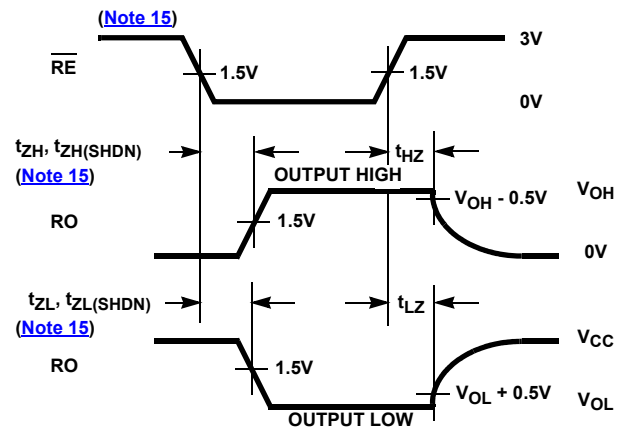 (Note 15)
RE
3V
1.5V
1.5V
0V
tZH, tZH(SHDN)
(Note 15)
tHZ
OUTPUT HIGH
VOH - 0.5V
VOH
RO
1.5V
0V
tZL, tZL(SHDN)
(Note 15)
tLZ
VCC
RO
1.5V
VOL + 0.5V
VOL
OUTPUT LOW